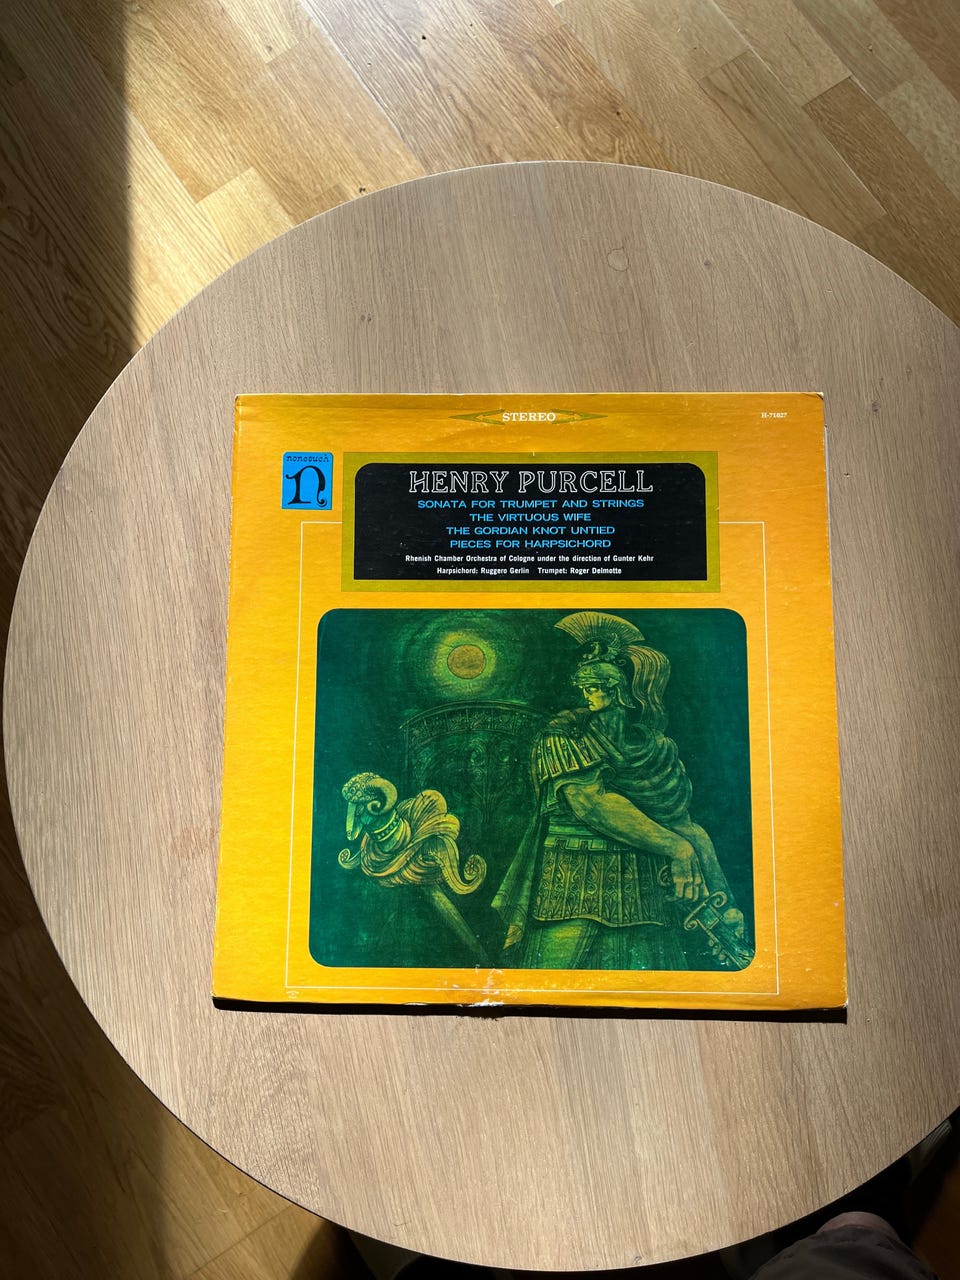 STEREO
H-71027
nonesuch
n
HENRY PURCELL
SONATA FOR TRUMPET AND STRINGS
THE VIRTUOUS WIFE
THE GORDIAN KNOT UNTIED
PIECES FOR HARPSICHORD
Rhenish Chamber Orchestra of Cologne under the direction of Gunter Kehr
Harpsichord: Ruggero Gerlin Trumpet: Roger Delmotte